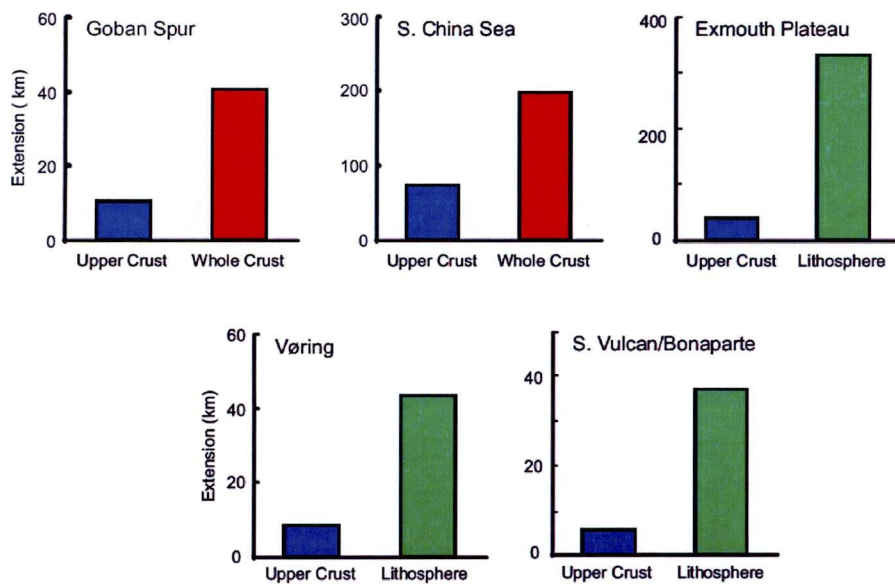 Goban Spur
S. China Sea
Exmouth Plateau
Extension ( km)
60
40
20
0
Upper Crust Whole Crust
300
200
100
0
Upper Crust Whole Crust
400
200
0
Upper Crust Lithosphere
Vøring
S. Vulcan/Bonaparte
Extension (km)
60
40
20
0
Upper Crust Lithosphere
40
20
0
Upper Crust Lithosphere